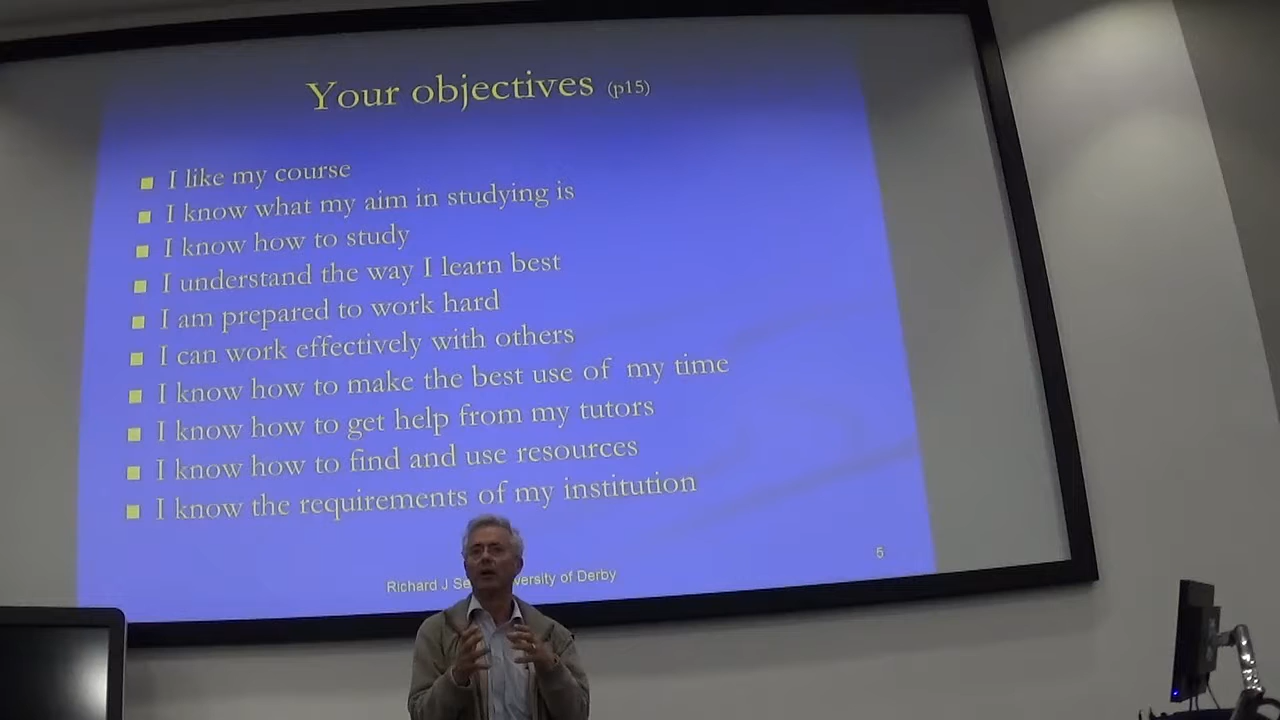 Your objectives (p15)
I like my course
I know what my aim in studying is
I know how to study
I understand the way I learn best
I am prepared to work hard
I can work effectively with others
I know how to make the best use of my time
I know how to get help from my tutors
I know how to find and use resources
I know the requirements of my institution
5
Richard J of Derby